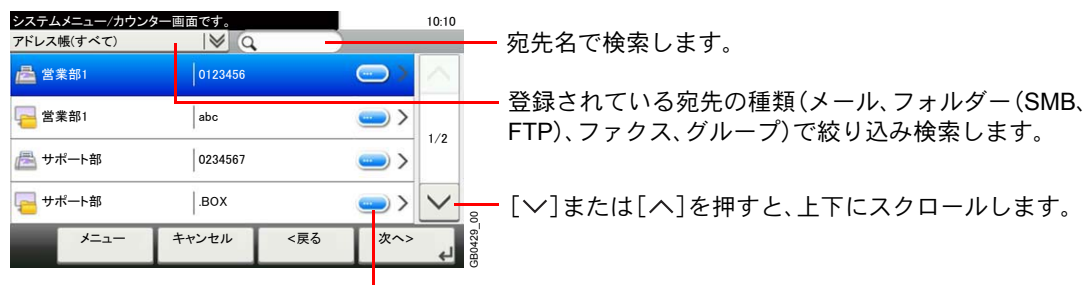 システムメニュー/カウンター画面です。
10:10
アドレス帳(すべて)
営業部1 0123456
営業部1 abc
サポート部 0234567
サポート部 .BOX
1/2
メニュー キャンセル <戻る 次へ>
GB0429_00
宛先名で検索します。
登録されている宛先の種類(メール、フォルダー(SMB、
FTP)、ファクス、グループ)で絞り込み検索します。
[∨]または[∧]を押すと、上下にスクロールします。